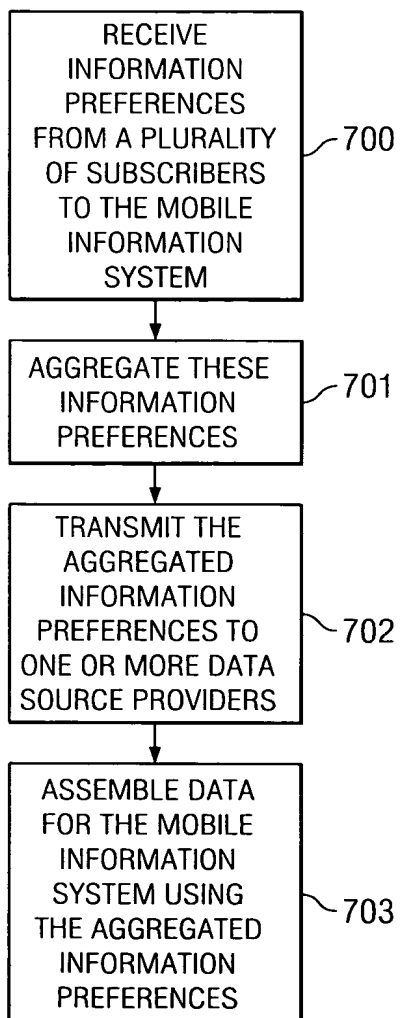 RECEIVE
INFORMATION
PREFERENCES
FROM A PLURALITY
OF SUBSCRIBERS
TO THE MOBILE
INFORMATION
SYSTEM
700
AGGREGATE THESE
INFORMATION
PREFERENCES
701
TRANSMIT THE
AGGREGATED
INFORMATION
PREFERENCES TO
ONE OR MORE DATA
SOURCE PROVIDERS
702
ASSEMBLE DATA
FOR THE MOBILE
INFORMATION
SYSTEM USING
THE AGGREGATED
INFORMATION
PREFERENCES
703